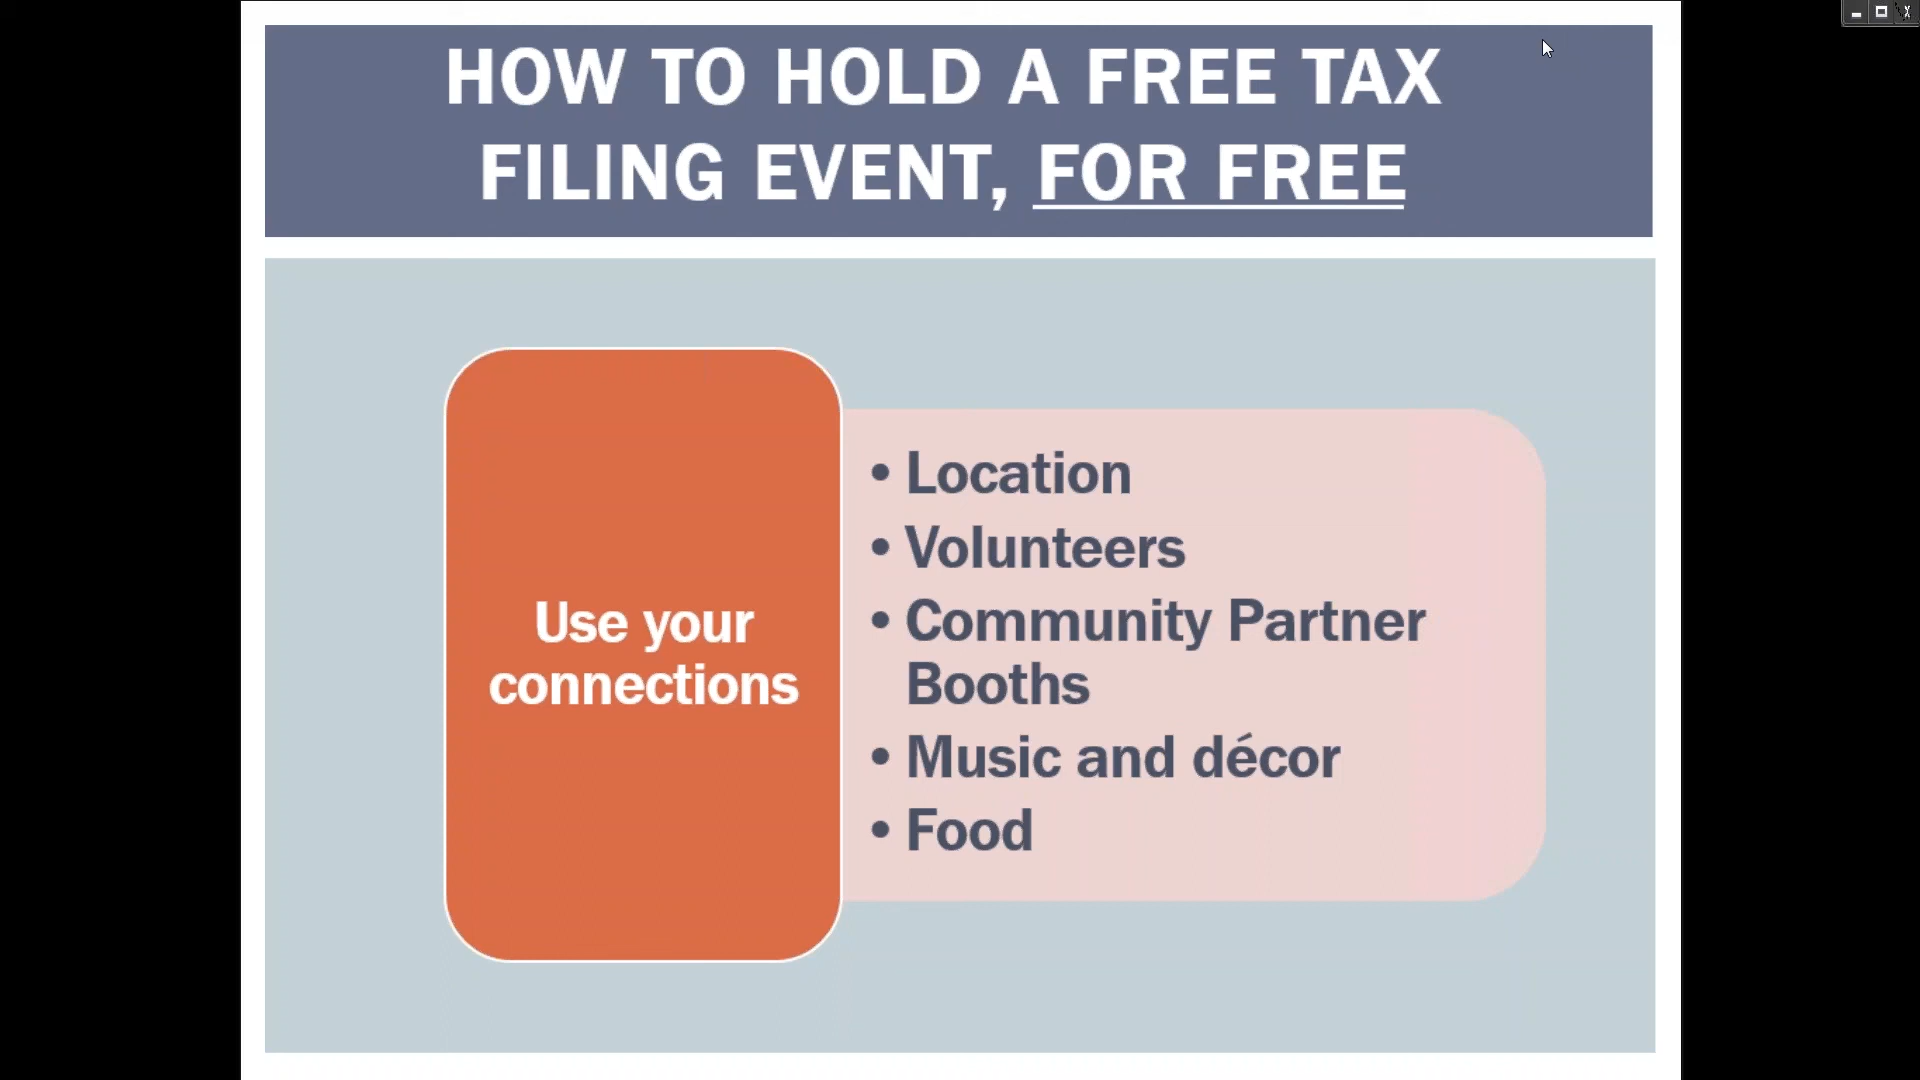 HOW TO HOLD A FREE TAX
FILING EVENT, FOR FREE
Use your
connections
• Location
• Volunteers
• Community Partner
Booths
• Music and décor
• Food